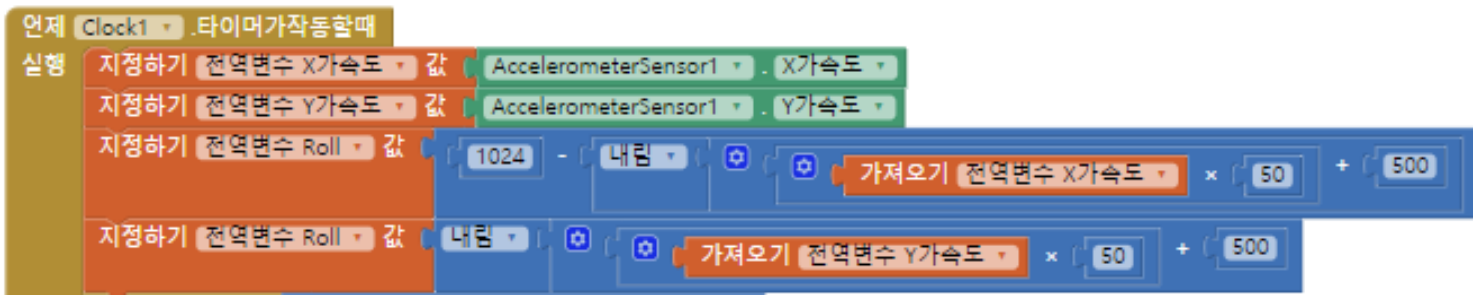 언제 Clock1 .타이머가작동할때
실행 지정하기 전역변수 X가속도 값 AccelerometerSensor1 . X가속도
지정하기 전역변수 Y가속도 값 AccelerometerSensor1 . Y가속도
지정하기 전역변수 Roll 값 1024 - 내림 가져오기 전역변수 X가속도 × 50 + 500
지정하기 전역변수 Roll 값 내림 가져오기 전역변수 Y가속도 × 50 + 500